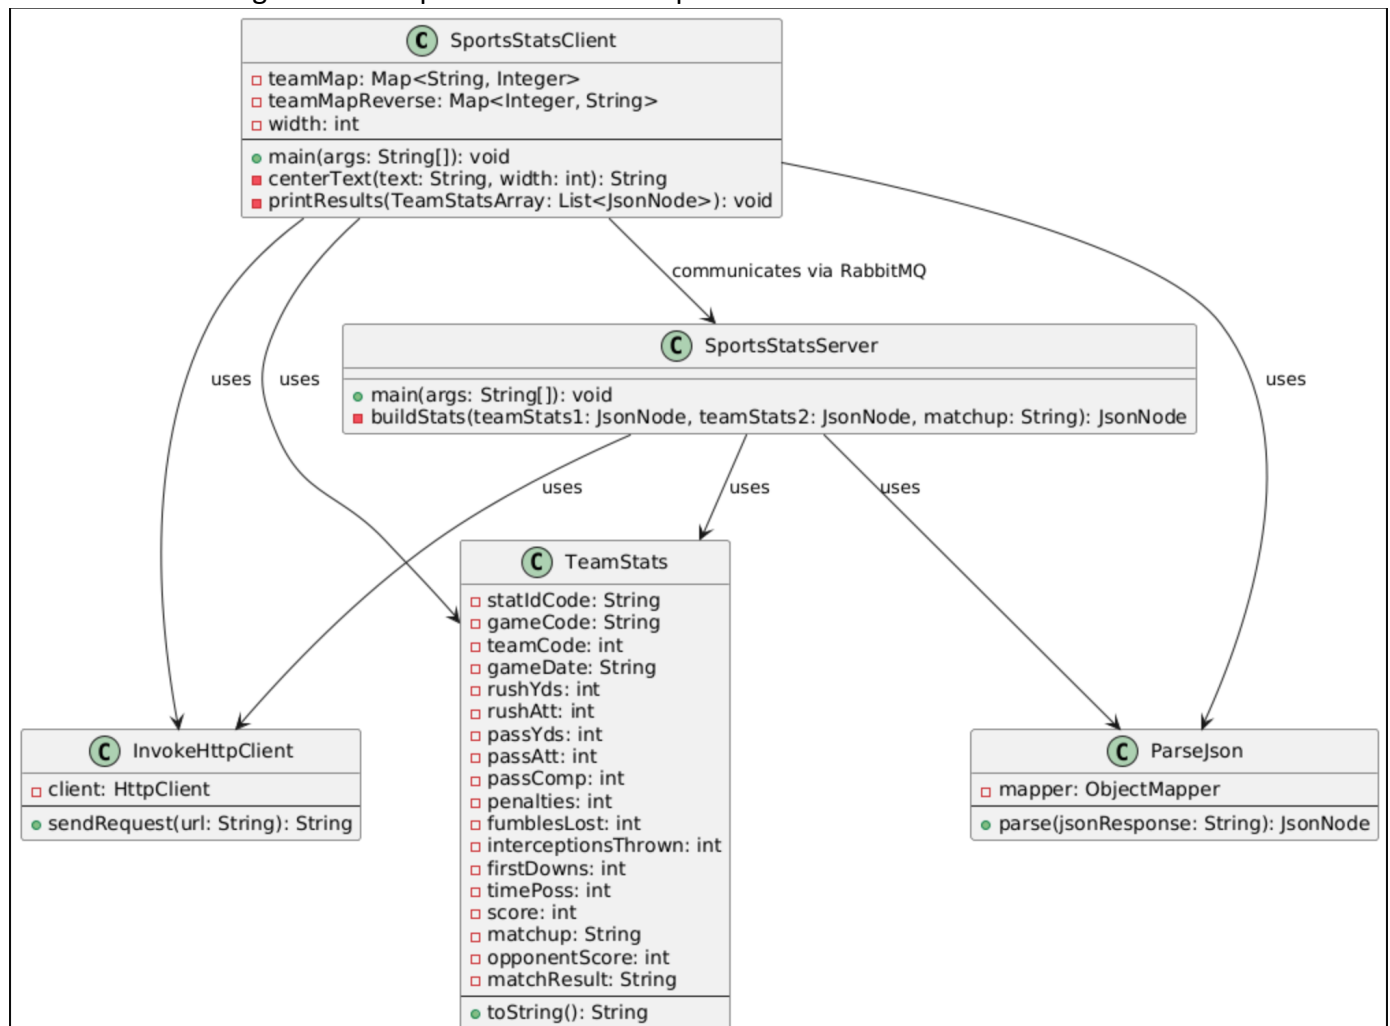 C SportsStatsClient
teamMap: Map<String, Integer>
teamMapReverse: Map<Integer, String>
width: int
main(args: String[]): void
centerText(text: String, width: int): String
printResults(TeamStatsArray: List<JsonNode>): void
communicates via RabbitMQ
C SportsStatsServer
main(args: String[]): void
buildStats(teamStats1: JsonNode, teamStats2: JsonNode, matchup: String): JsonNode
uses
uses
uses
uses
uses
uses
C TeamStats
statIdCode: String
gameCode: String
teamCode: int
gameDate: String
rushYds: int
rushAtt: int
passYds: int
passAtt: int
passComp: int
penalties: int
fumblesLost: int
interceptionsThrown: int
firstDowns: int
timePoss: int
score: int
matchup: String
opponentScore: int
matchResult: String
toString(): String
C InvokeHttpClient
client: HttpClient
sendRequest(url: String): String
C ParseJson
mapper: ObjectMapper
parse(jsonResponse: String): JsonNode